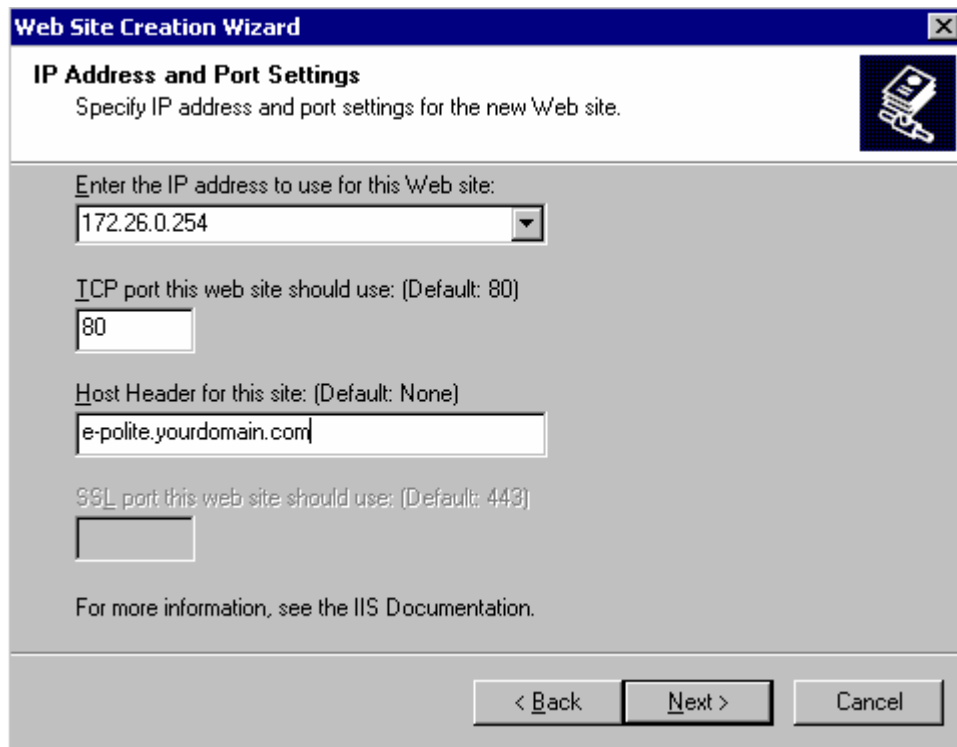 Web Site Creation Wizard
IP Address and Port Settings
Specify IP address and port settings for the new Web site.
Enter the IP address to use for this Web site:
172.26.0.254
TCP port this web site should use: (Default: 80)
80
Host Header for this site: (Default: None)
e-polite.yourdomain.com
SSL port this web site should use: (Default: 443)
For more information, see the IIS Documentation.
< Back Next > Cancel